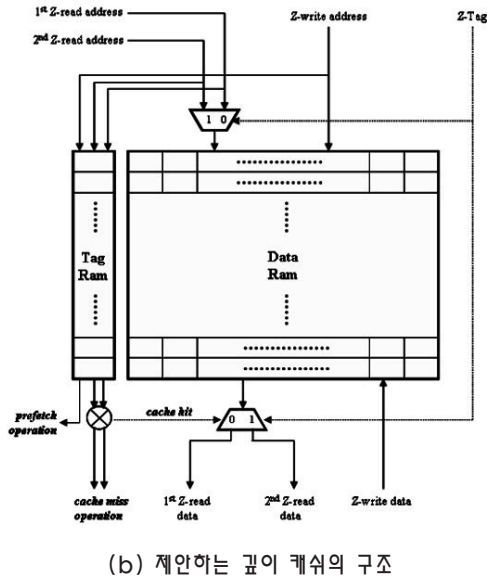 1st Z-read address
2nd Z-read address
Z-write address
Z-Tag
1 0
Tag
Ram
Data
Ram
prefetch
operation
cache hit
0 1
cache miss
operation
1st Z-read
data
2nd Z-read
data
Z-write data
(b) 제안하는 깊이 캐쉬의 구조